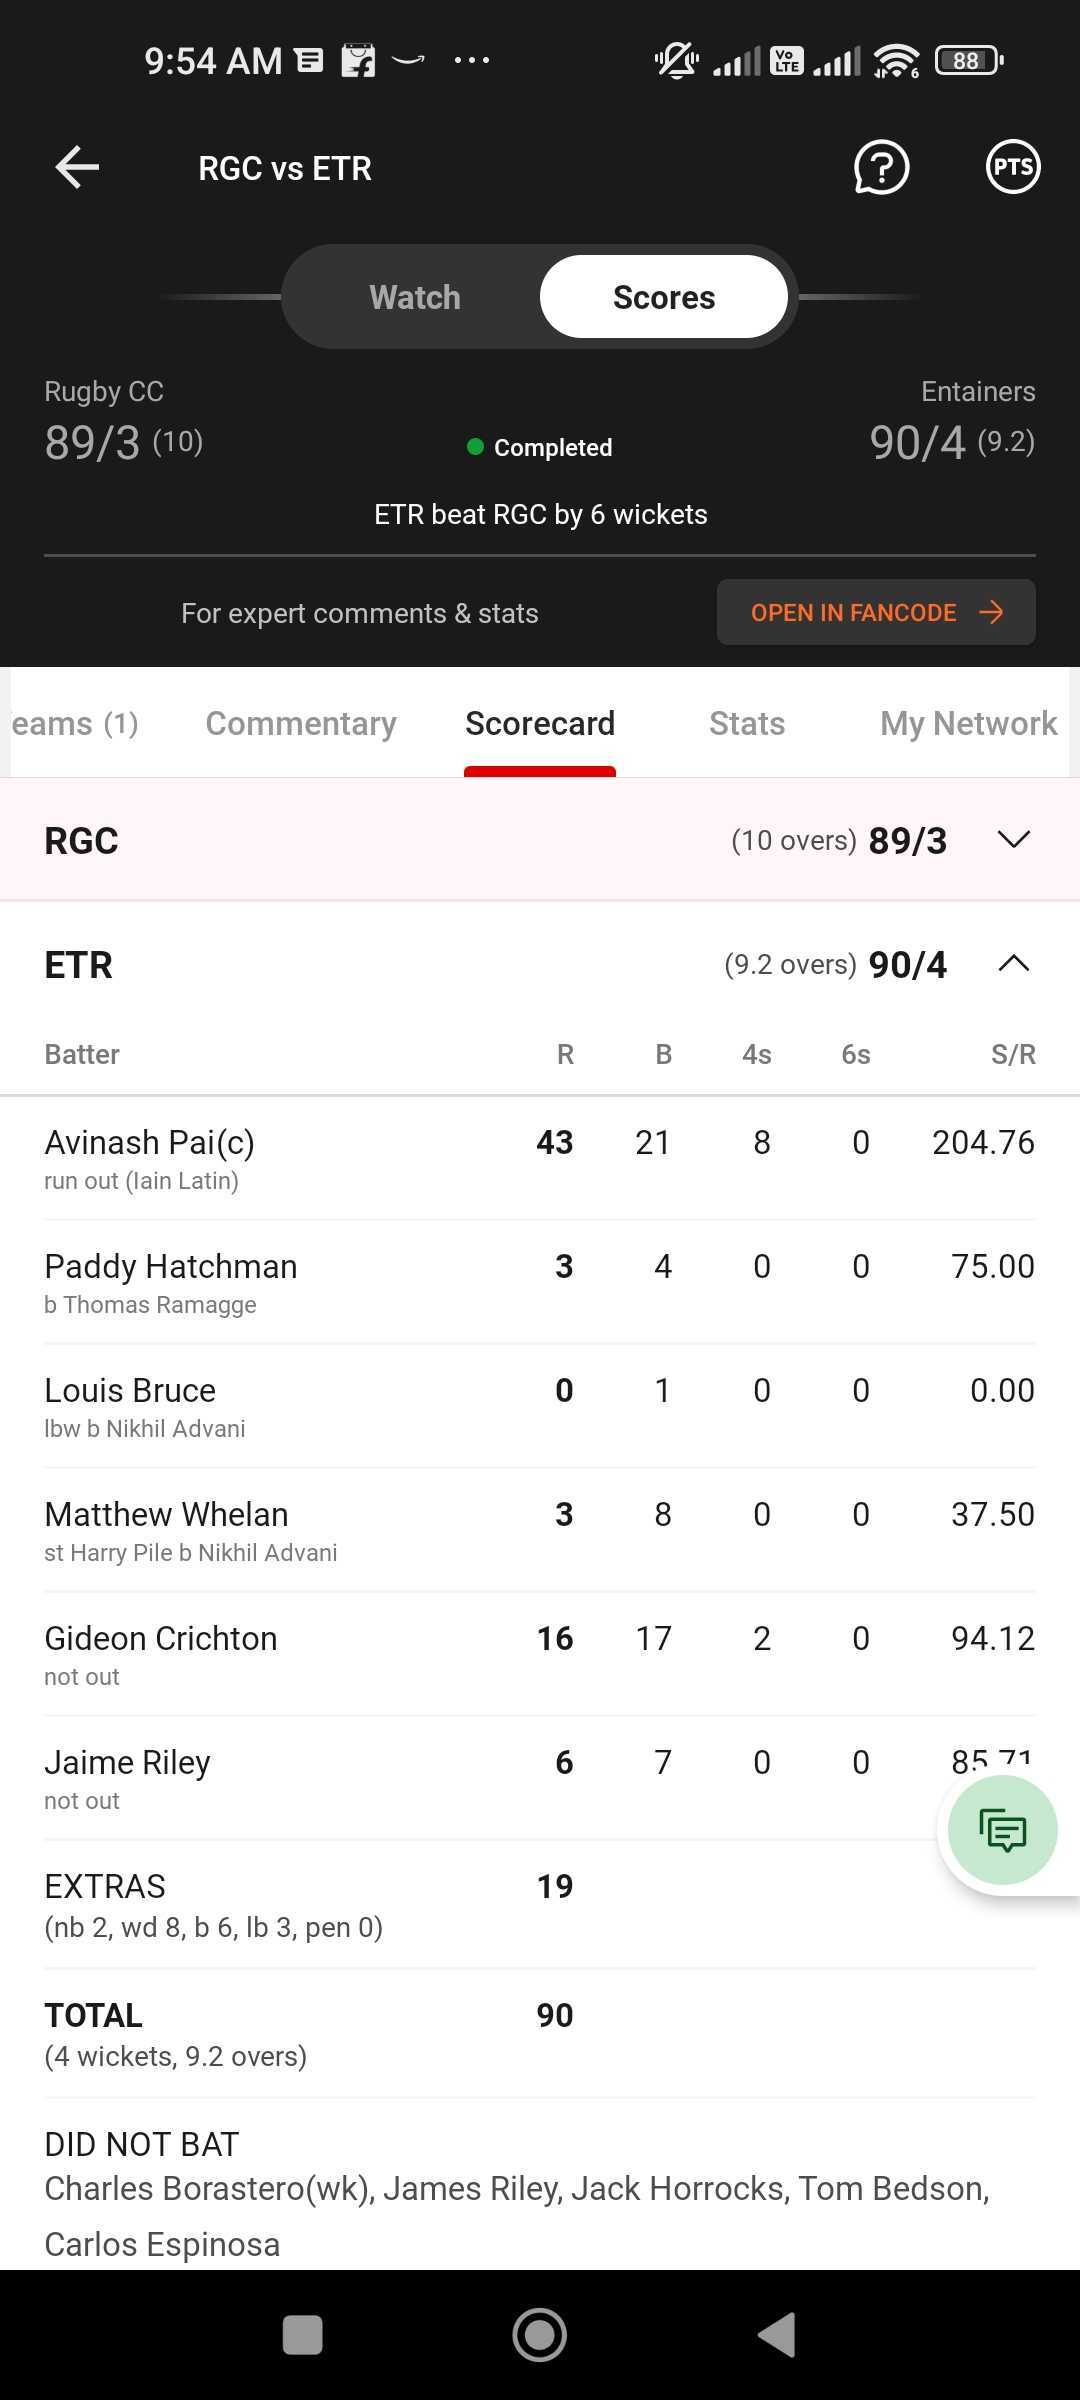 9:54 AM
Vo LTE
6
88
RGC vs ETR
PTS
Watch
Scores
Rugby CC
Entainers
89/3 (10)
Completed
90/4 (9.2)
ETR beat RGC by 6 wickets
For expert comments & stats
OPEN IN FANCODE
eams (1)
Commentary
Scorecard
Stats
My Network
RGC (10 overs) 89/3
ETR (9.2 overs) 90/4
Batter R B 4s 6s S/R
Avinash Pai(c) 43 21 8 0 204.76
run out (Iain Latin)
Paddy Hatchman 3 4 0 0 75.00
b Thomas Ramagge
Louis Bruce 0 1 0 0 0.00
lbw b Nikhil Advani
Matthew Whelan 3 8 0 0 37.50
st Harry Pile b Nikhil Advani
Gideon Crichton 16 17 2 0 94.12
not out
Jaime Riley 6 7 0 0 85.71
not out
EXTRAS 19
(nb 2, wd 8, b 6, lb 3, pen 0)
TOTAL 90
(4 wickets, 9.2 overs)
DID NOT BAT
Charles Borastero(wk), James Riley, Jack Horrocks, Tom Bedson,
Carlos Espinosa